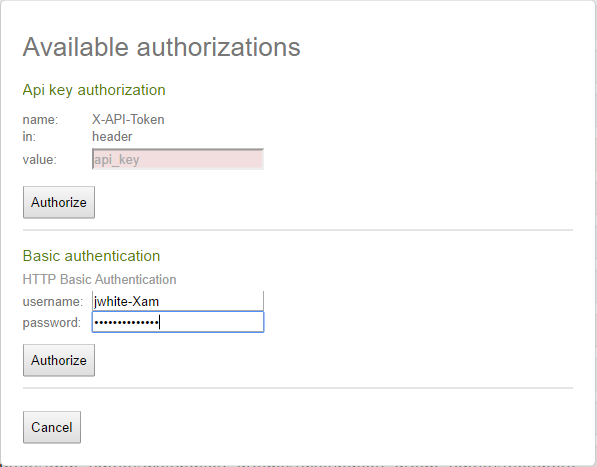 Available authorizations
Api key authorization
name: X-API-Token
in: header
value: api_key
Authorize
Basic authentication
HTTP Basic Authentication
username: jwhite-Xam
password: ••••••••••••••
Authorize
Cancel